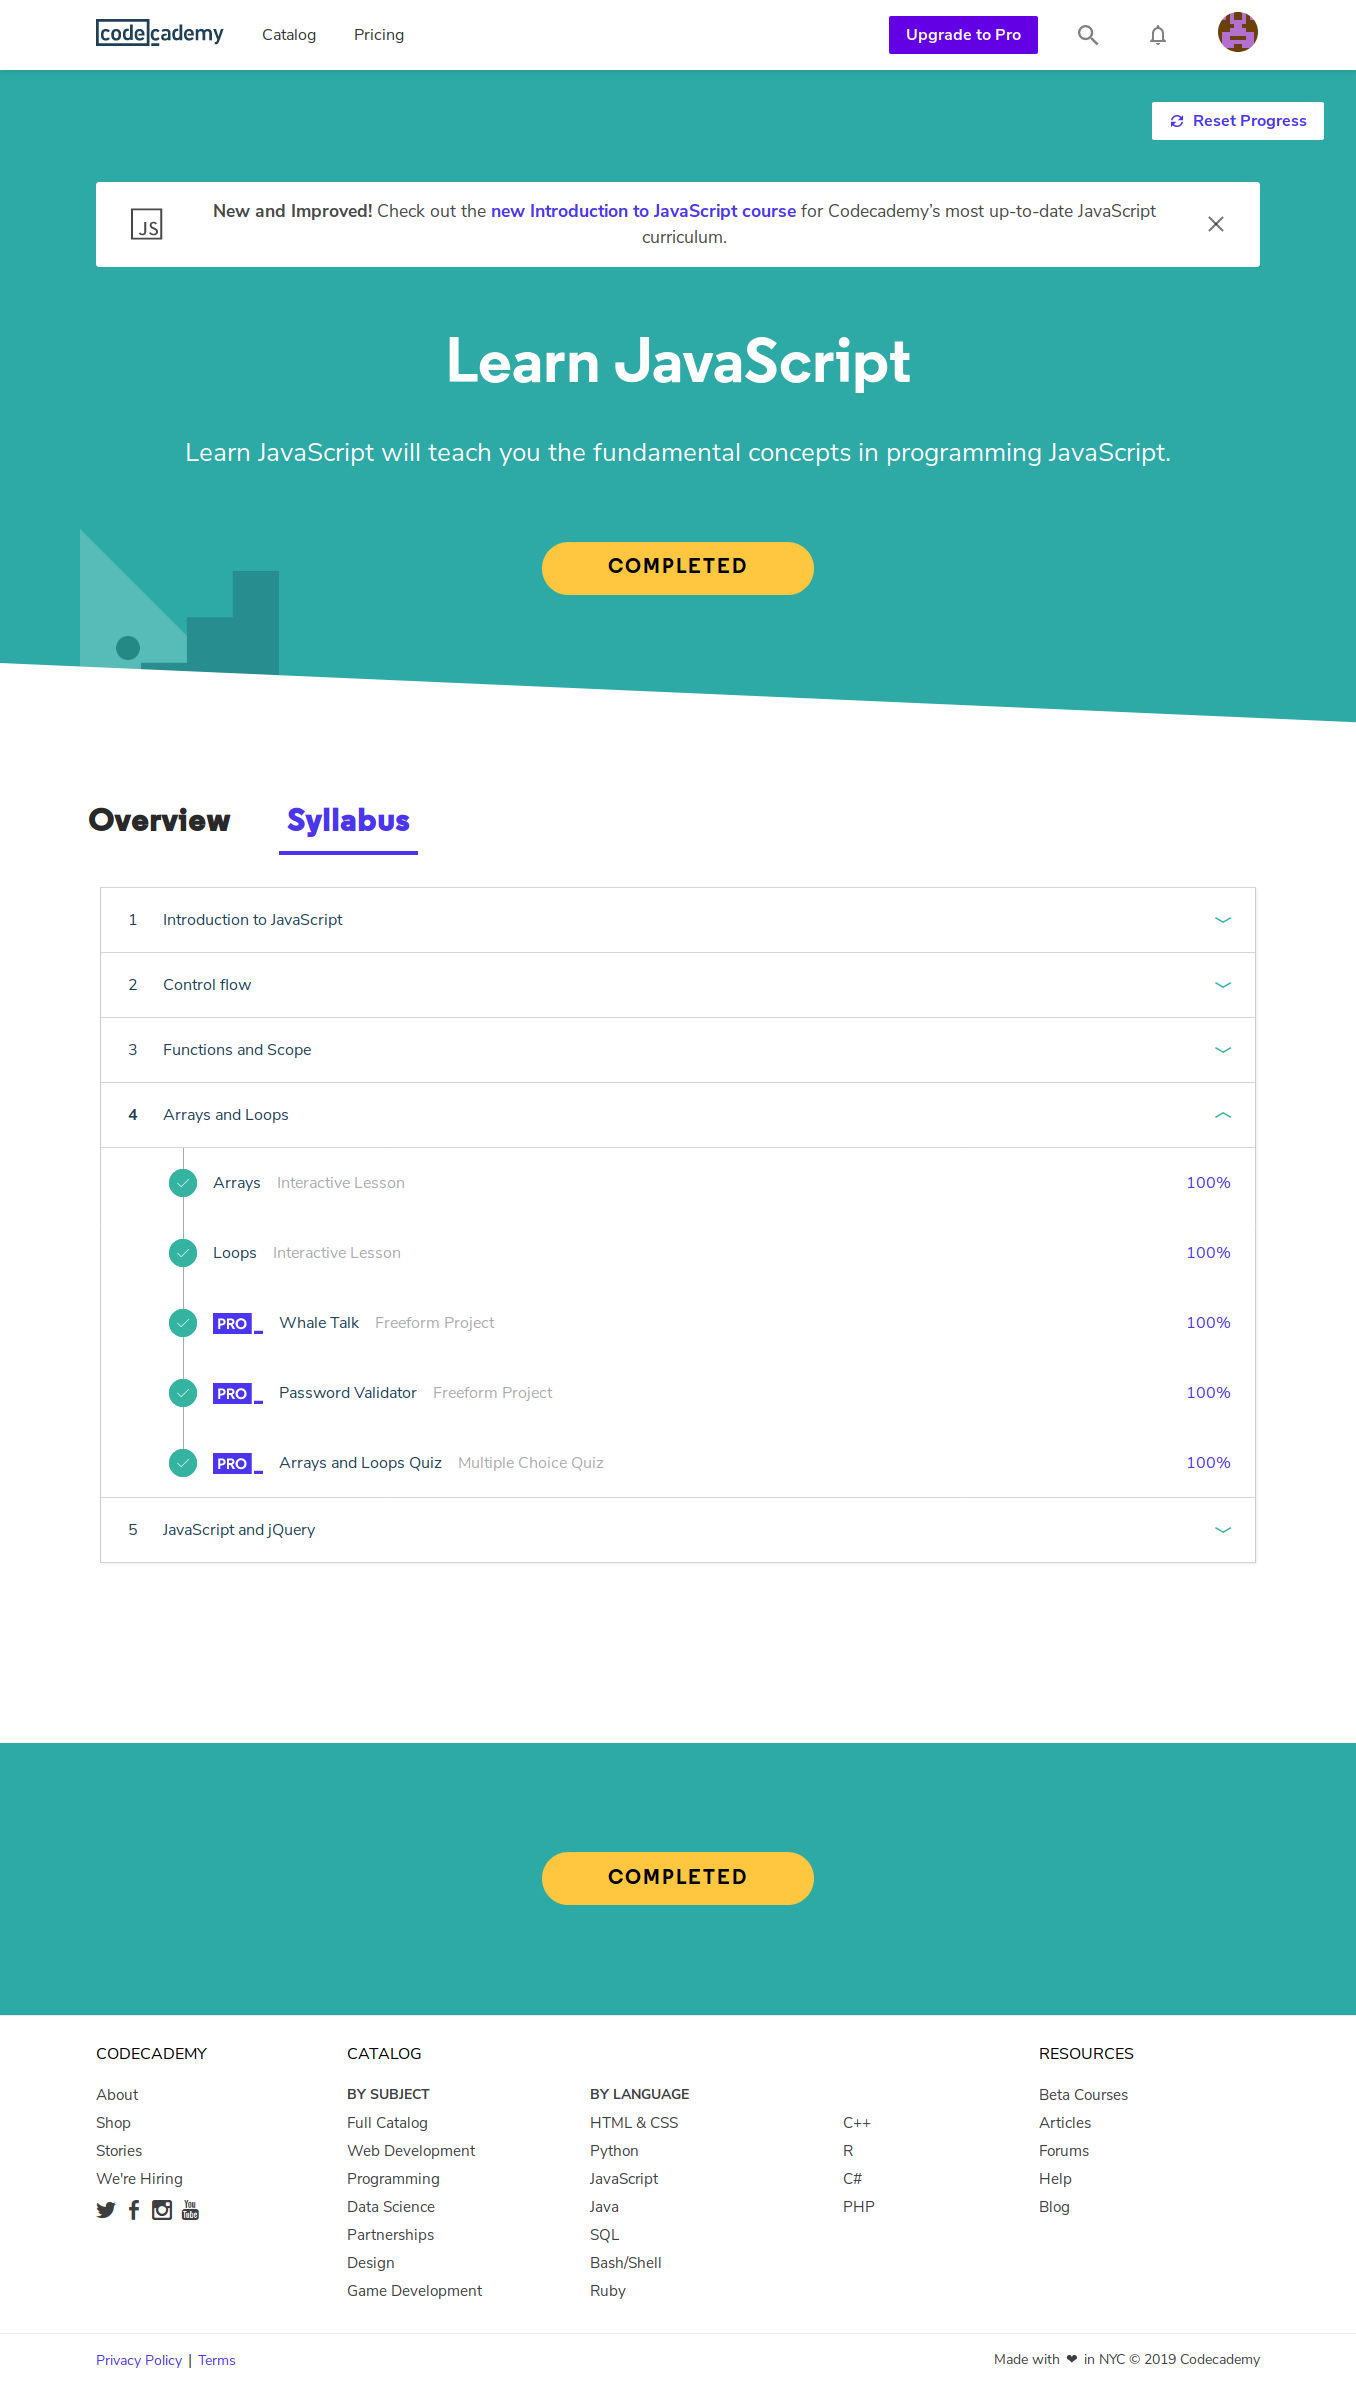 codecademy
Catalog
Pricing
Upgrade to Pro
Reset Progress
JS
New and Improved! Check out the new Introduction to JavaScript course for Codecademy’s most up-to-date JavaScript
curriculum.
Learn JavaScript
Learn JavaScript will teach you the fundamental concepts in programming JavaScript.
COMPLETED
Overview
Syllabus
1 Introduction to JavaScript
2 Control flow
3 Functions and Scope
4 Arrays and Loops
Arrays Interactive Lesson 100%
Loops Interactive Lesson 100%
PRO_ Whale Talk Freeform Project 100%
PRO_ Password Validator Freeform Project 100%
PRO_ Arrays and Loops Quiz Multiple Choice Quiz 100%
5 JavaScript and jQuery
COMPLETED
CODECADEMY
About
Shop
Stories
We're Hiring
You
Tube
CATALOG
BY SUBJECT
Full Catalog
Web Development
Programming
Data Science
Partnerships
Design
Game Development
BY LANGUAGE
HTML & CSS
Python
JavaScript
Java
SQL
Bash/Shell
Ruby
C++
R
C#
PHP
RESOURCES
Beta Courses
Articles
Forums
Help
Blog
Privacy Policy | Terms
Made with ❤ in NYC © 2019 Codecademy